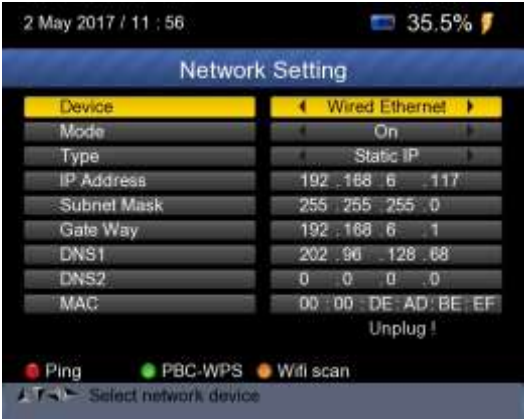 2 May 2017 / 11 : 56 35.5%
Network Setting
Device Wired Ethernet
Mode On
Type Static IP
IP Address 192 .168 .6 .117
Subnet Mask 255 .255 .255 .0
Gate Way 192 .168 .6 .1
DNS1 202 .96 .128 .68
DNS2 0 .0 .0 .0
MAC 00 : 00 : DE : AD : BE : EF
Unplug !
Ping PBC-WPS Wifi scan
Select network device